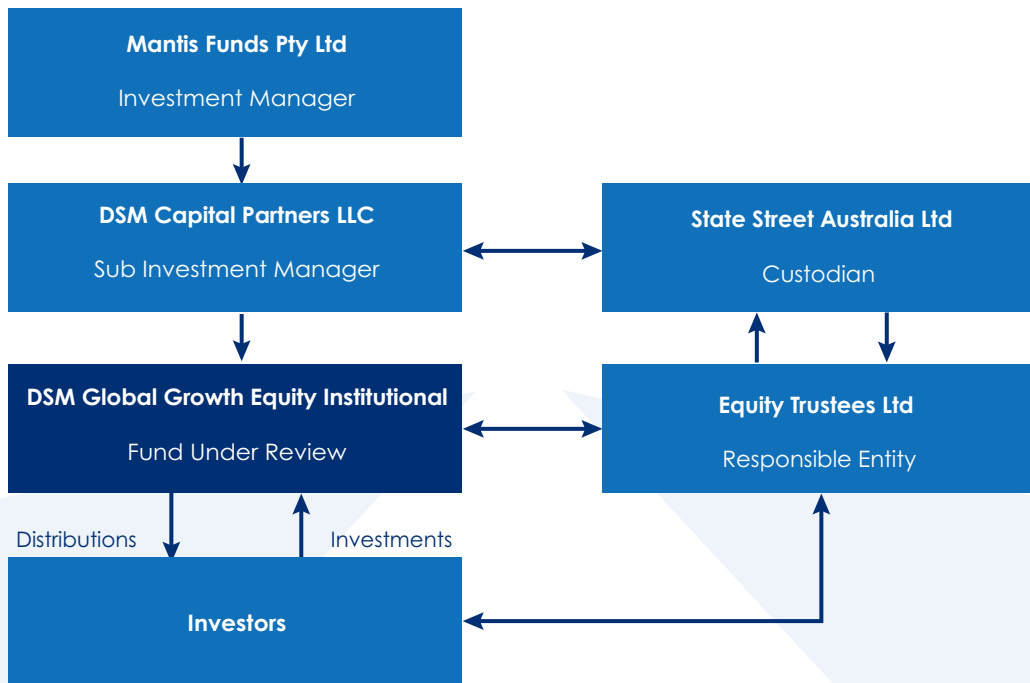 Mantis Funds Pty Ltd
Investment Manager
DSM Capital Partners LLC
Sub Investment Manager
State Street Australia Ltd
Custodian
DSM Global Growth Equity Institutional
Fund Under Review
Equity Trustees Ltd
Responsible Entity
Distributions
Investments
Investors